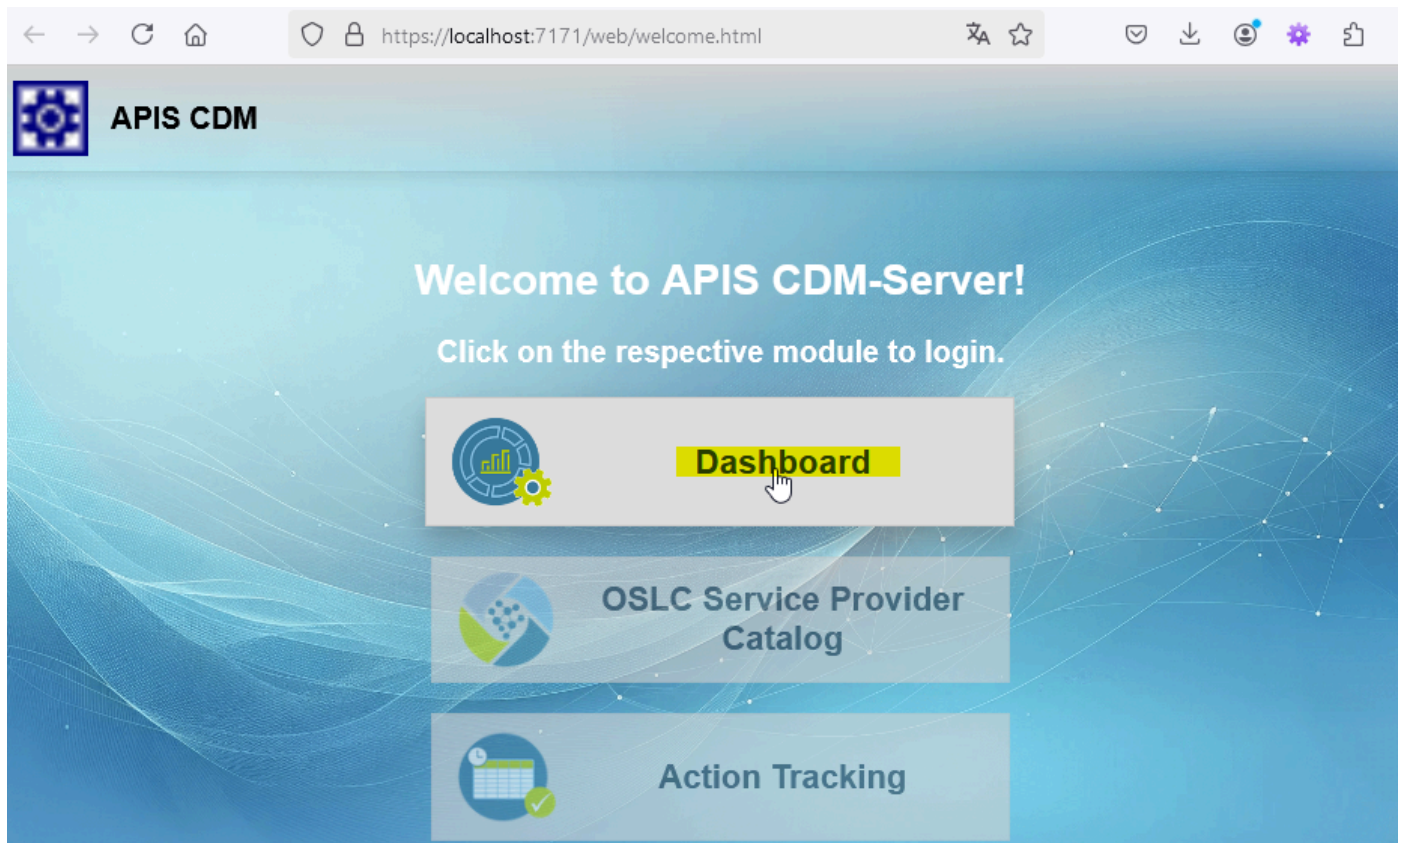 https://localhost:7171/web/welcome.html
APIS CDM
Welcome to APIS CDM-Server!
Click on the respective module to login.
Dashboard
OSLC Service Provider
Catalog
Action Tracking